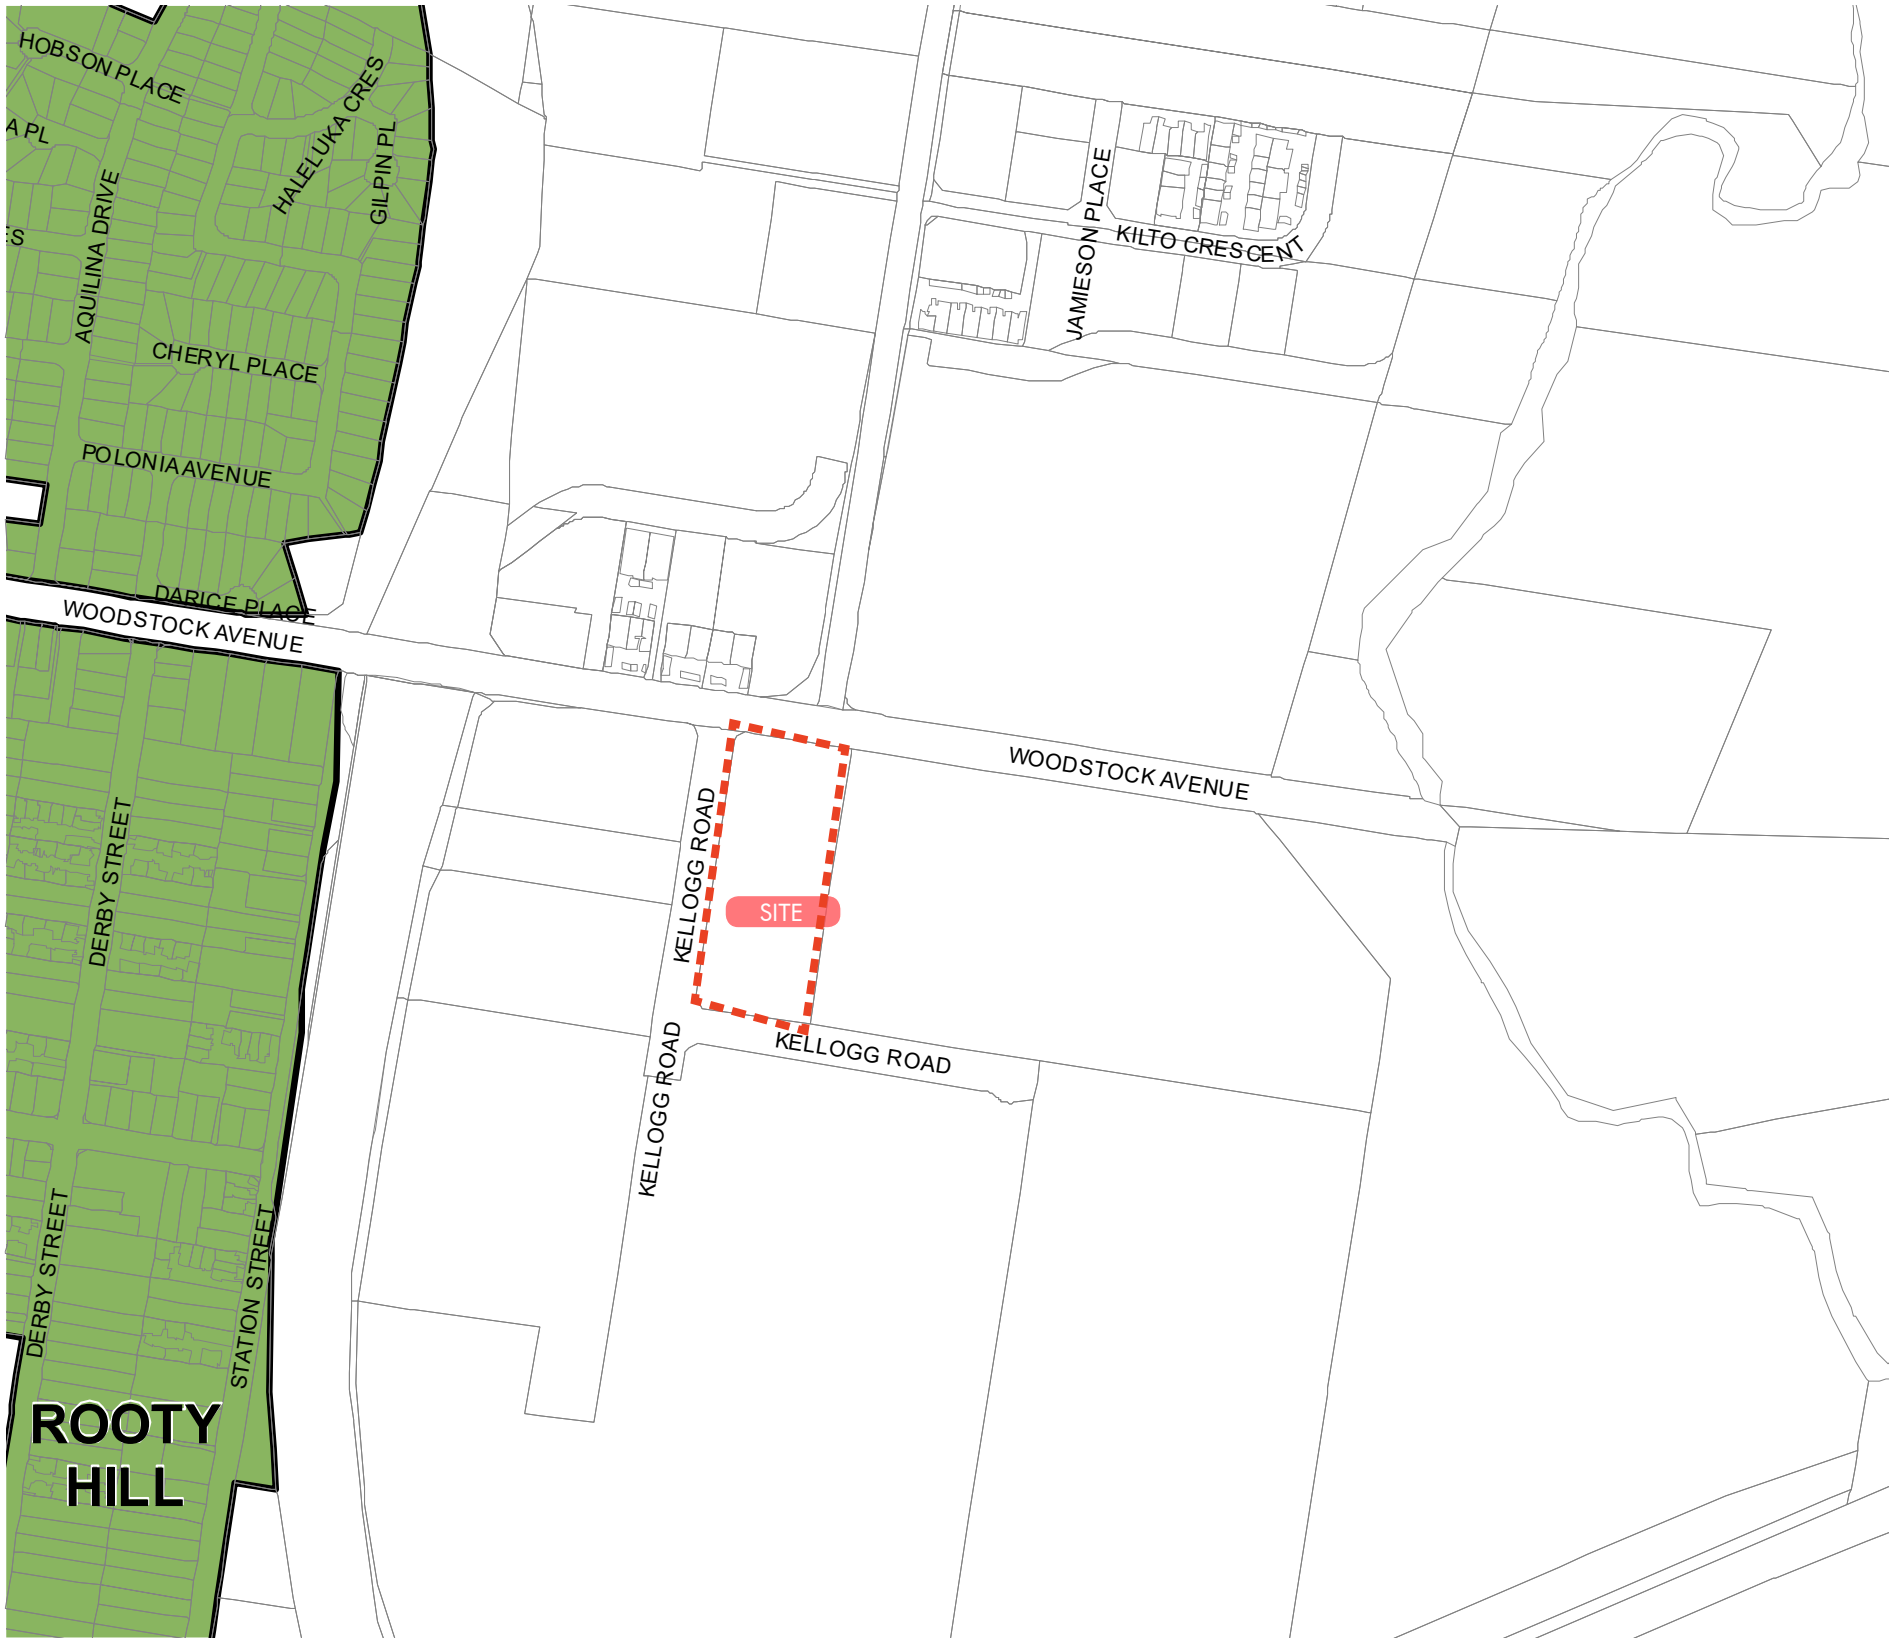 HOBSON PLACE
HALELUKA CRES
GILPIN PL
A PL
AQUILINA DRIVE
ES
JAMIESON PLACE
KILTO CRESCENT
CHERYL PLACE
POLONIA AVENUE
DARICE PLACE
WOODSTOCK AVENUE
WOODSTOCK AVENUE
KELLOGG ROAD
DERBY STREET
SITE
KELLOGG ROAD
KELLOGG ROAD
DERBY STREET
STATION STREET
ROOTY
HILL